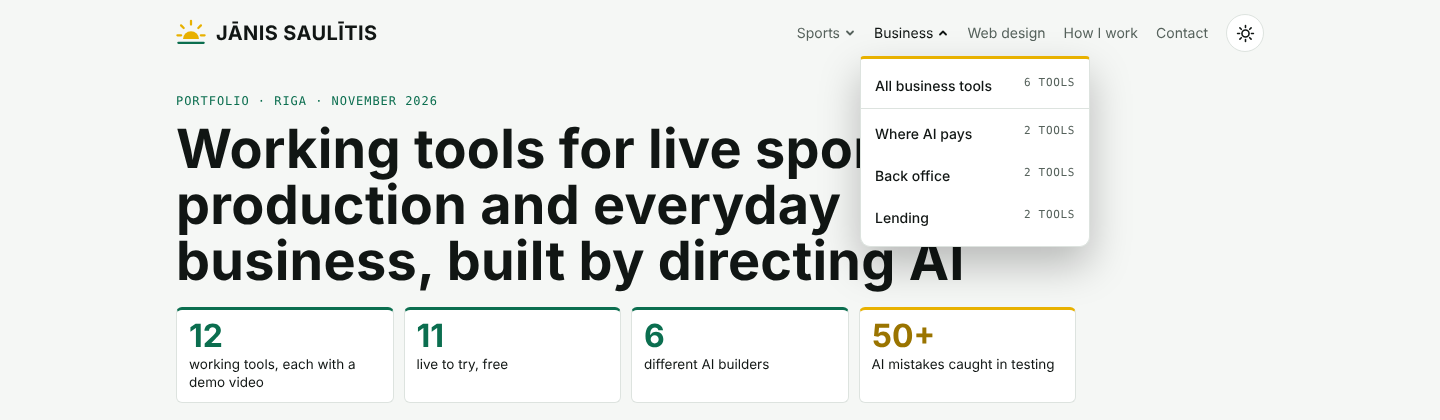 JĀNIS SAULĪTIS
Sports
Business
Web design
How I work
Contact
All business tools 6 TOOLS
Where AI pays 2 TOOLS
Back office 2 TOOLS
Lending 2 TOOLS
PORTFOLIO · RIGA · NOVEMBER 2026
Working tools for live
production and everyday
business, built by directing AI
12
working tools, each with a
demo video
11
live to try, free
6
different AI builders
50+
AI mistakes caught in testing